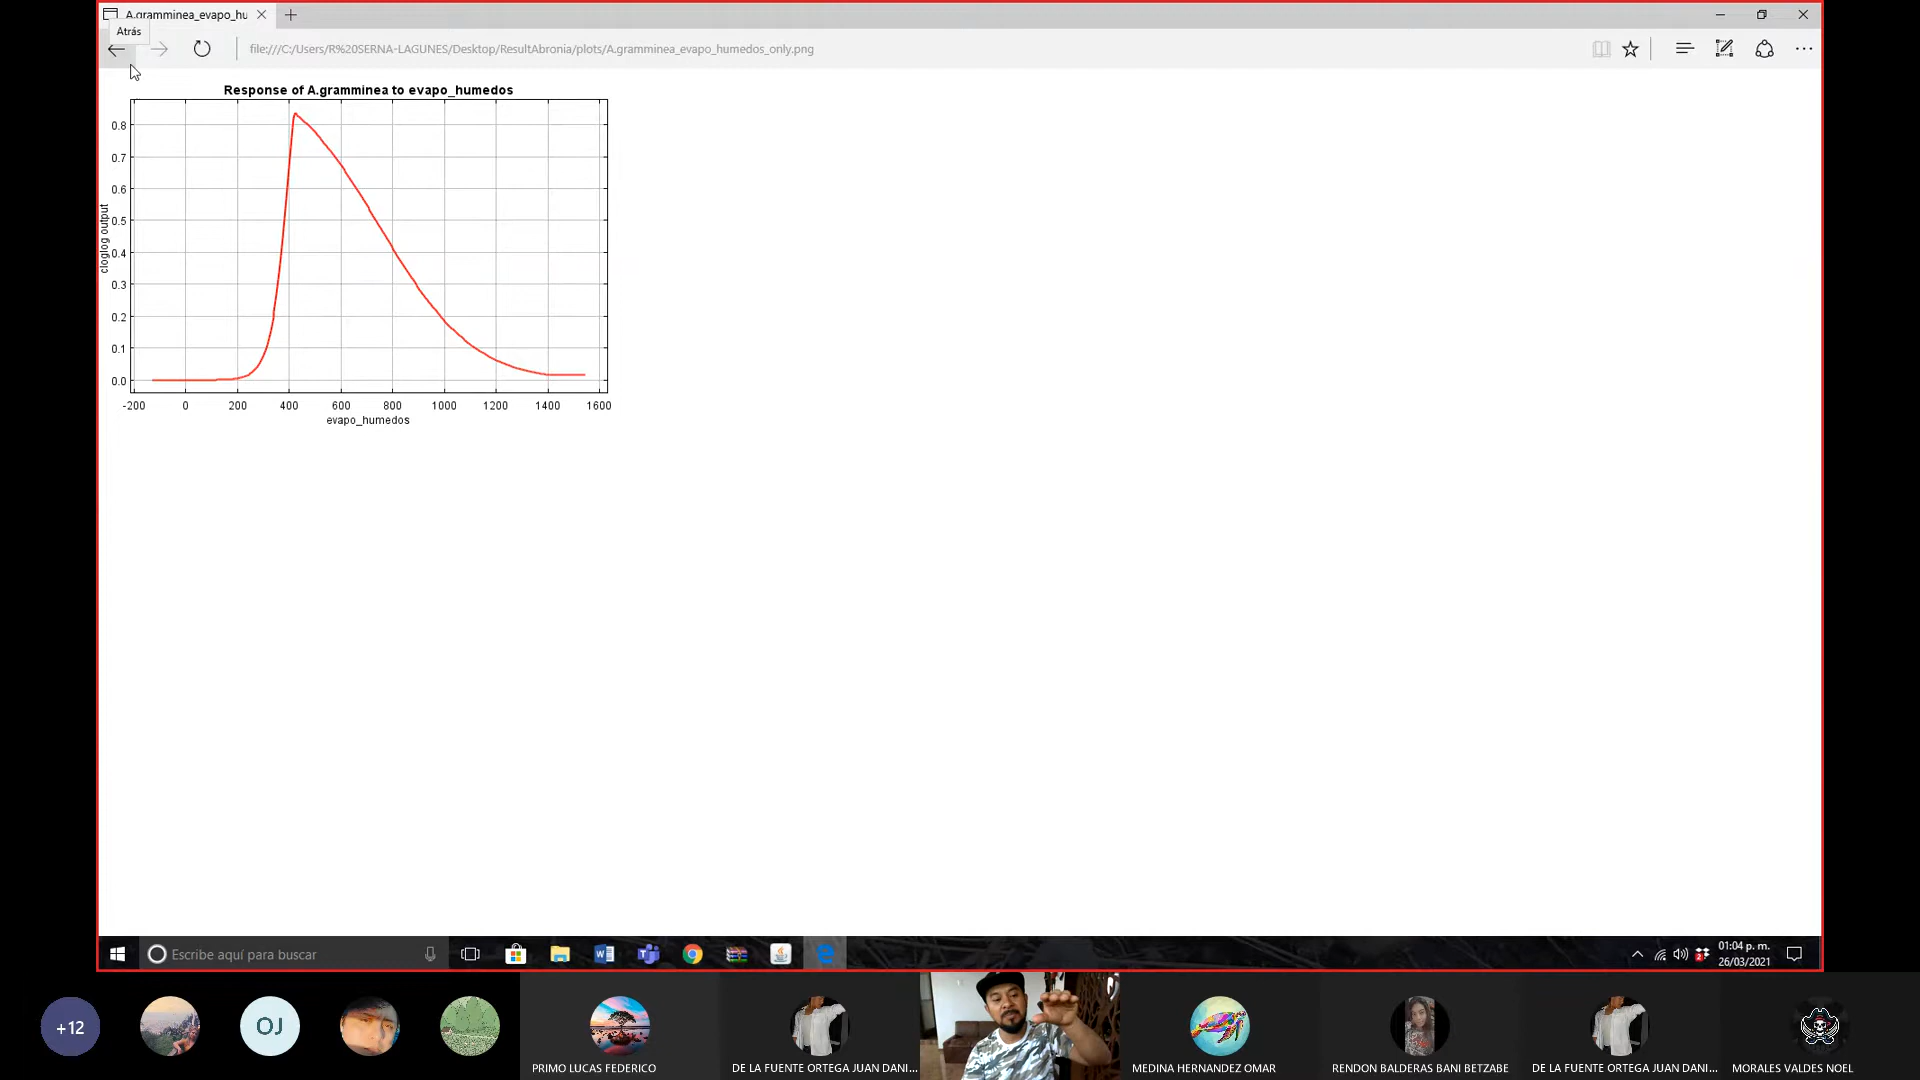 A.gramminea_evapo_hu
Atrás
file:///C:/Users/R%20SERNA-LAGUNES/Desktop/ResultAbronia/plots/A.gramminea_evapo_humedos_only.png
Response of A.gramminea to evapo_humedos
cloglog output
0.8
0.7
0.6
0.5
0.4
0.3
0.2
0.1
0.0
-200 0 200 400 600 800 1000 1200 1400 1600
evapo_humedos
Escribe aquí para buscar
2
01:04 p. m.
26/03/2021
+12
OJ
PRIMO LUCAS FEDERICO
DE LA FUENTE ORTEGA JUAN DANI...
MEDINA HERNANDEZ OMAR
RENDON BALDERAS BANI BETZABE
DE LA FUENTE ORTEGA JUAN DANI...
MORALES VALDES NOEL